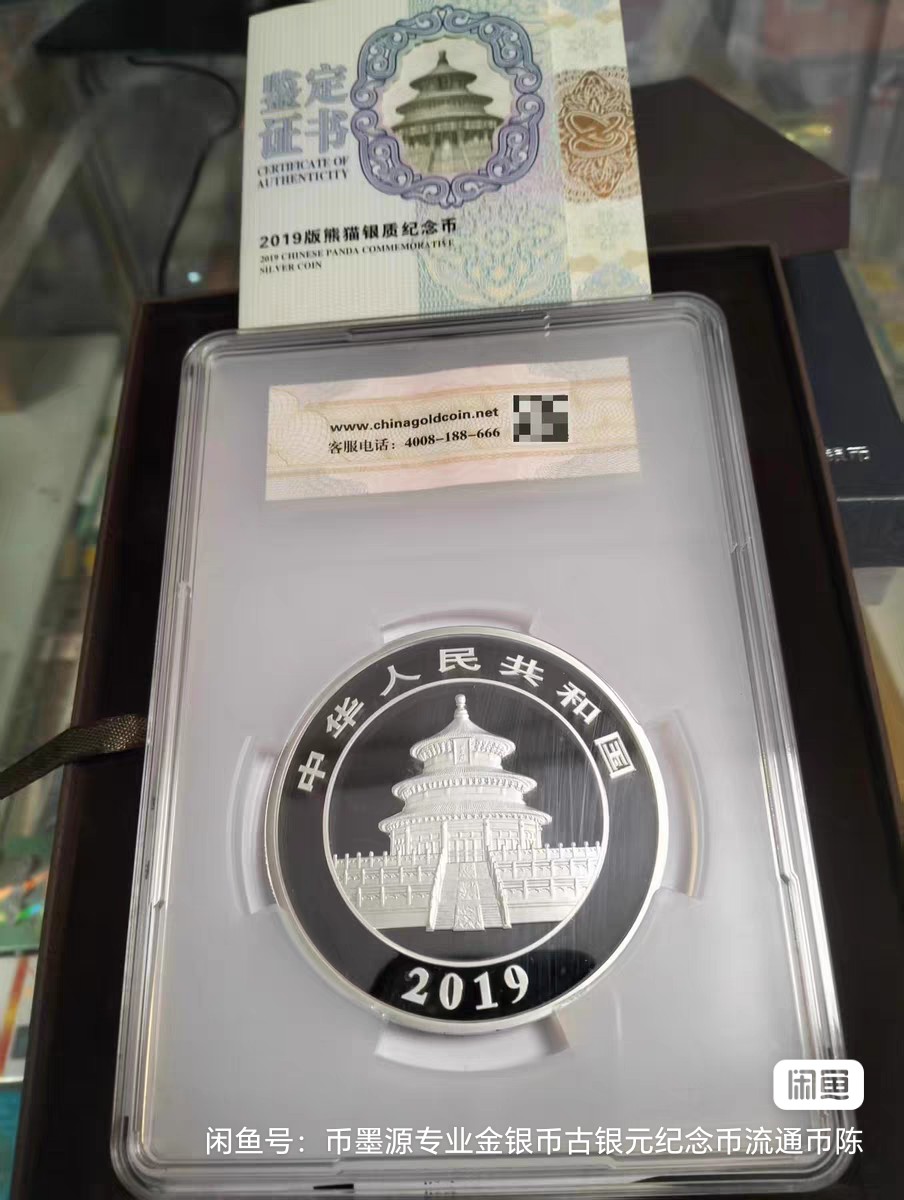 鉴定
证书
CERTIFICATE OF
AUTHENTICITY
2019版熊猫银质纪念币
2019 CHINESE PANDA COMMEMORATIVE
SILVER COIN
www.chinagoldcoin.net
客服电话：4008-188-666
银币
中华人民共和国
2019
闲鱼
闲鱼号：币墨源专业金银币古银元纪念币流通币陈